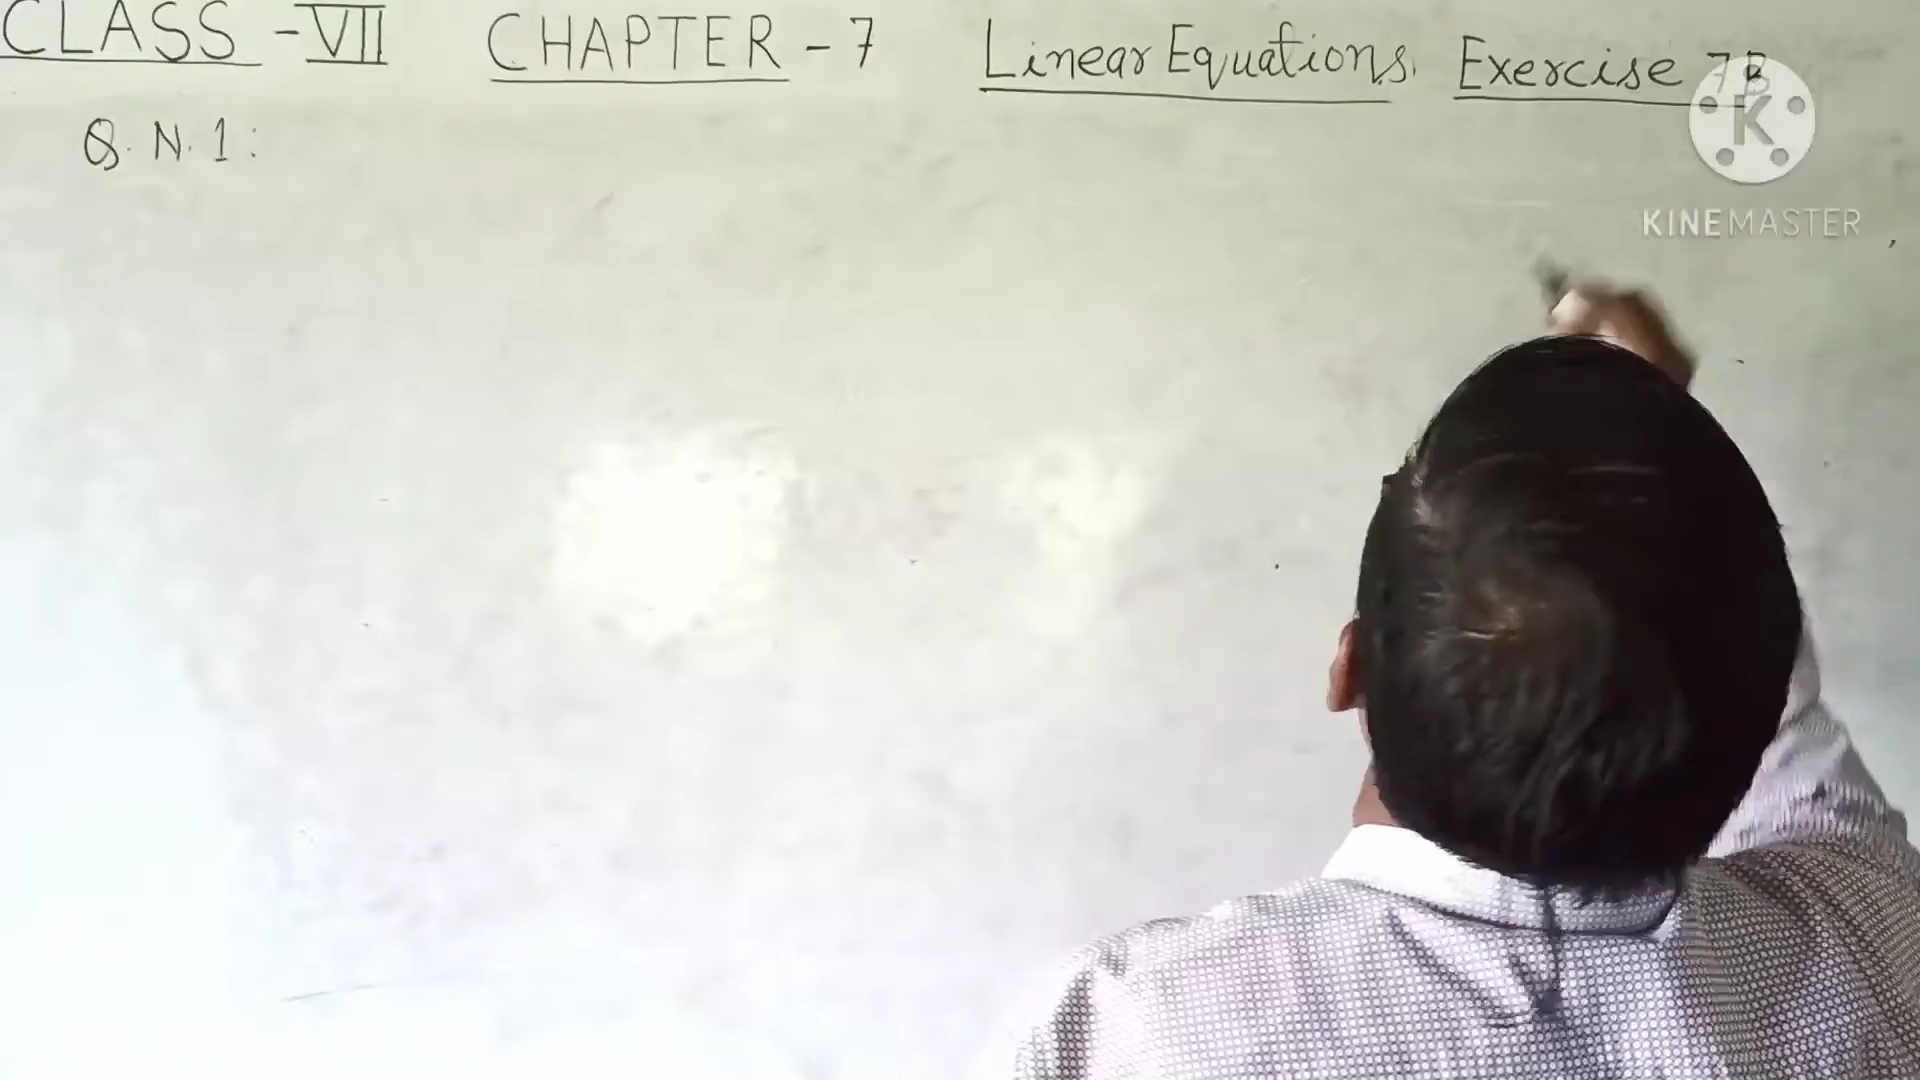 CLASS - VII CHAPTER - 7 Linear Equations. Exercise 7B
Q. N. 1:
K
KINEMASTER